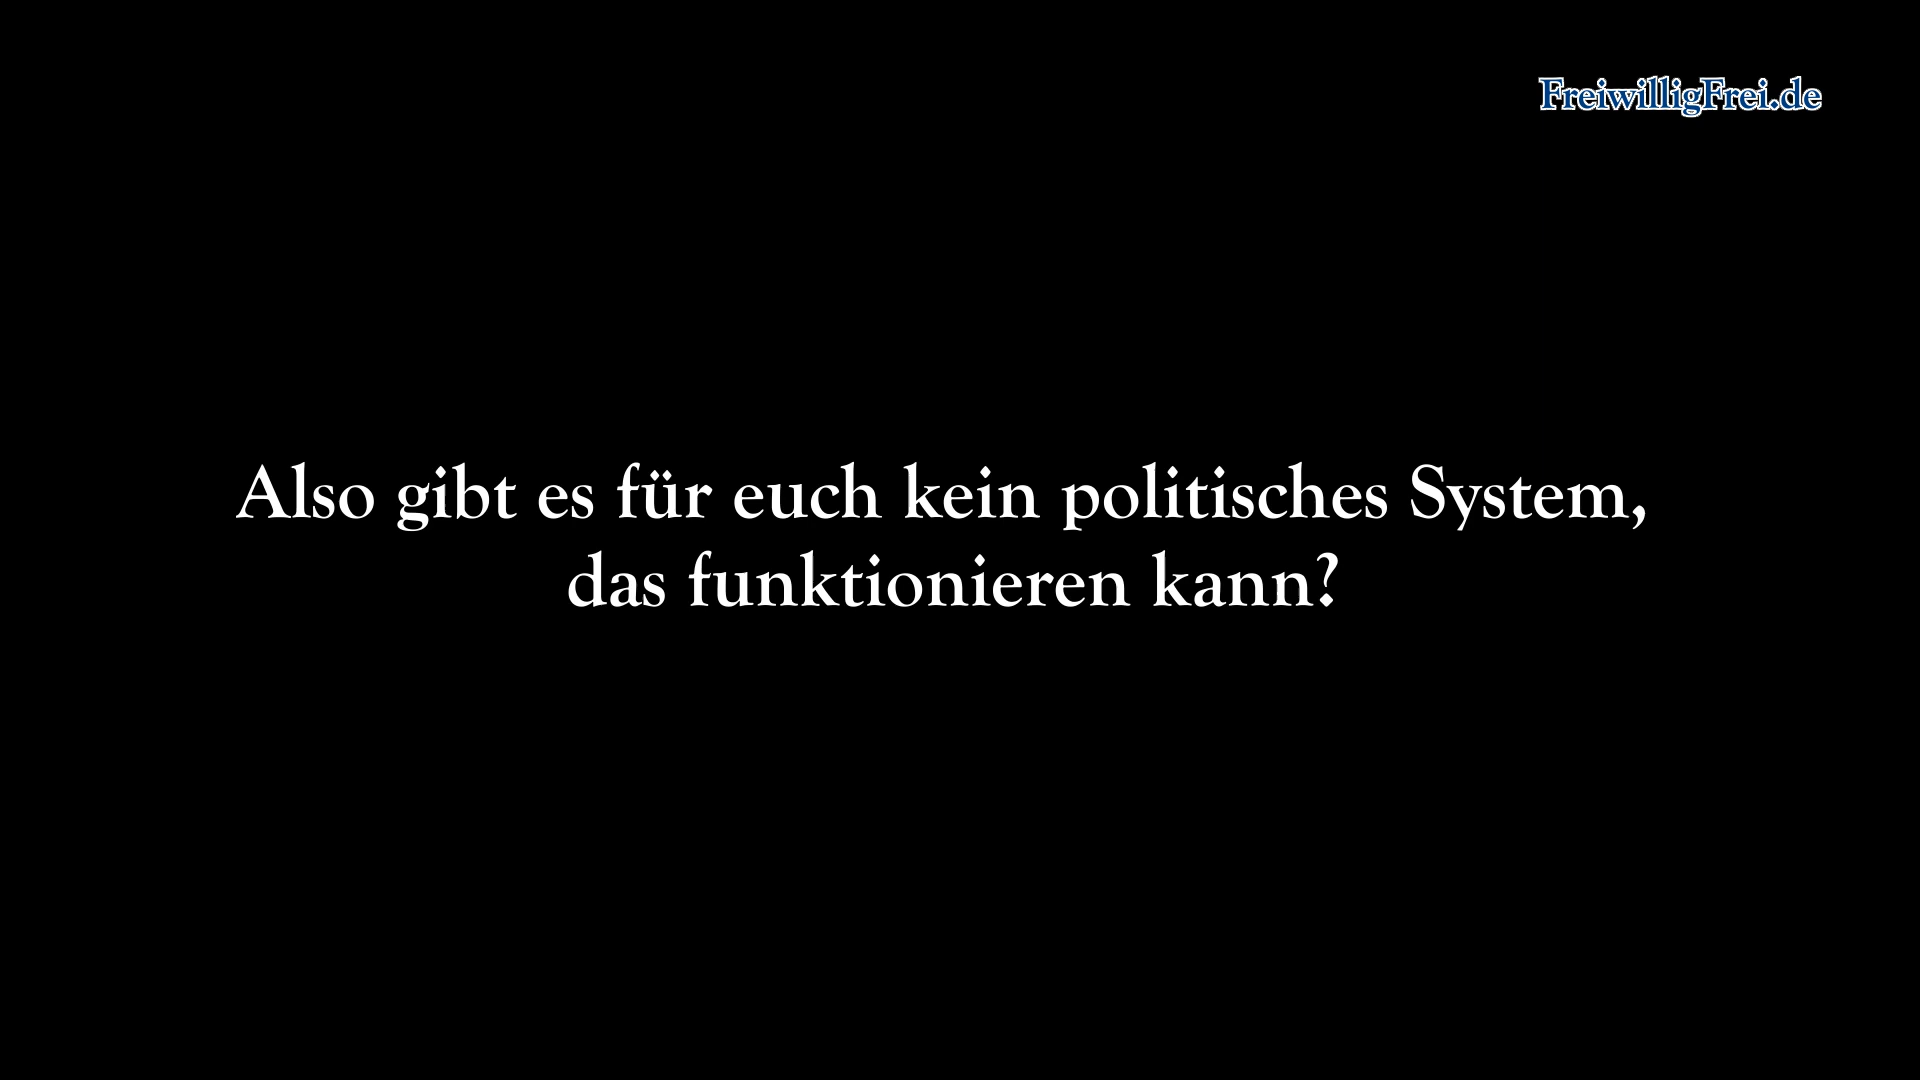 FreiwilligFrei.de
Also gibt es für euch kein politisches System,
das funktionieren kann?